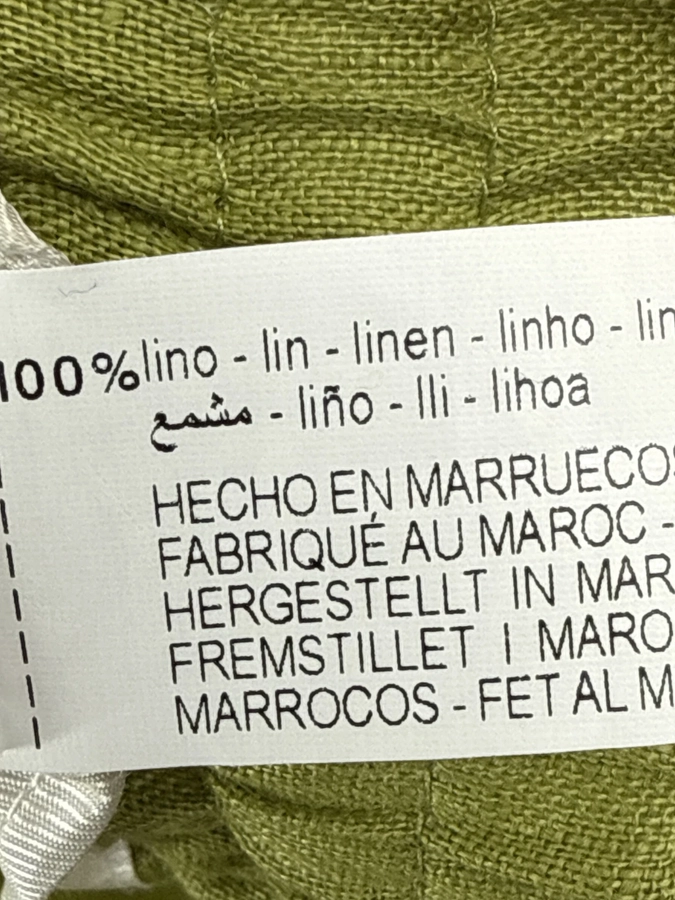 100% lino - lin - linen - linho - lin
مشمع - liño - lli - lihoa
HECHO EN MARRUECOS
FABRIQUÉ AU MAROC -
HERGESTELLT IN MAR
FREMSTILLET I MARO
MARROCOS - FET AL M